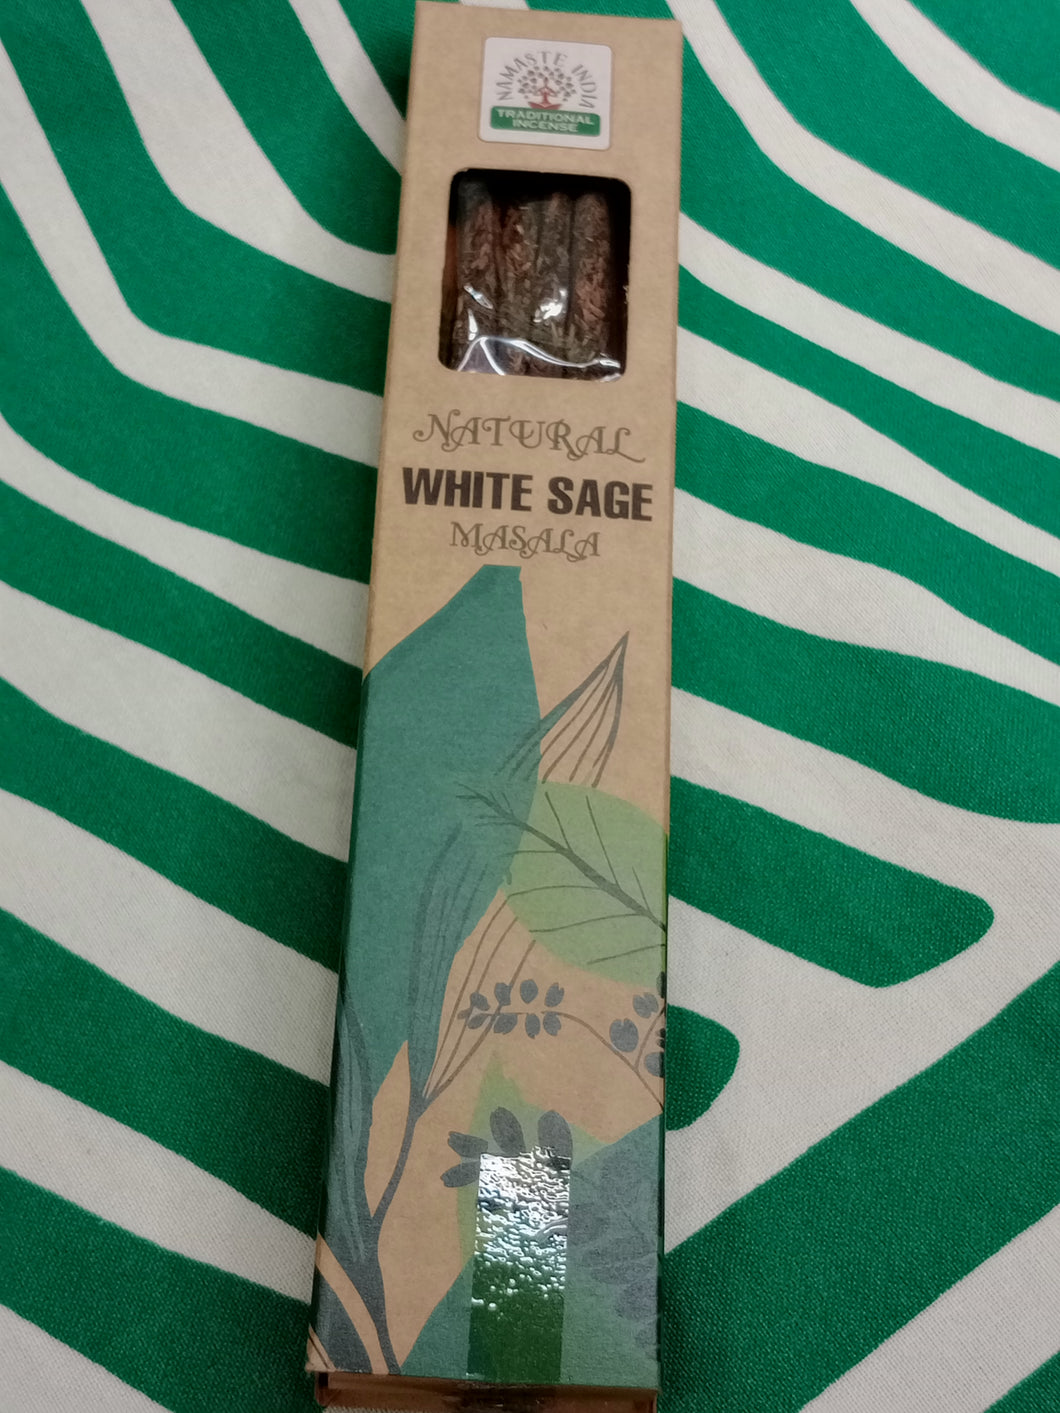 NAMASTE INDIA
TRADITIONAL
INCENSE
NATURAL
WHITE SAGE
MASALA